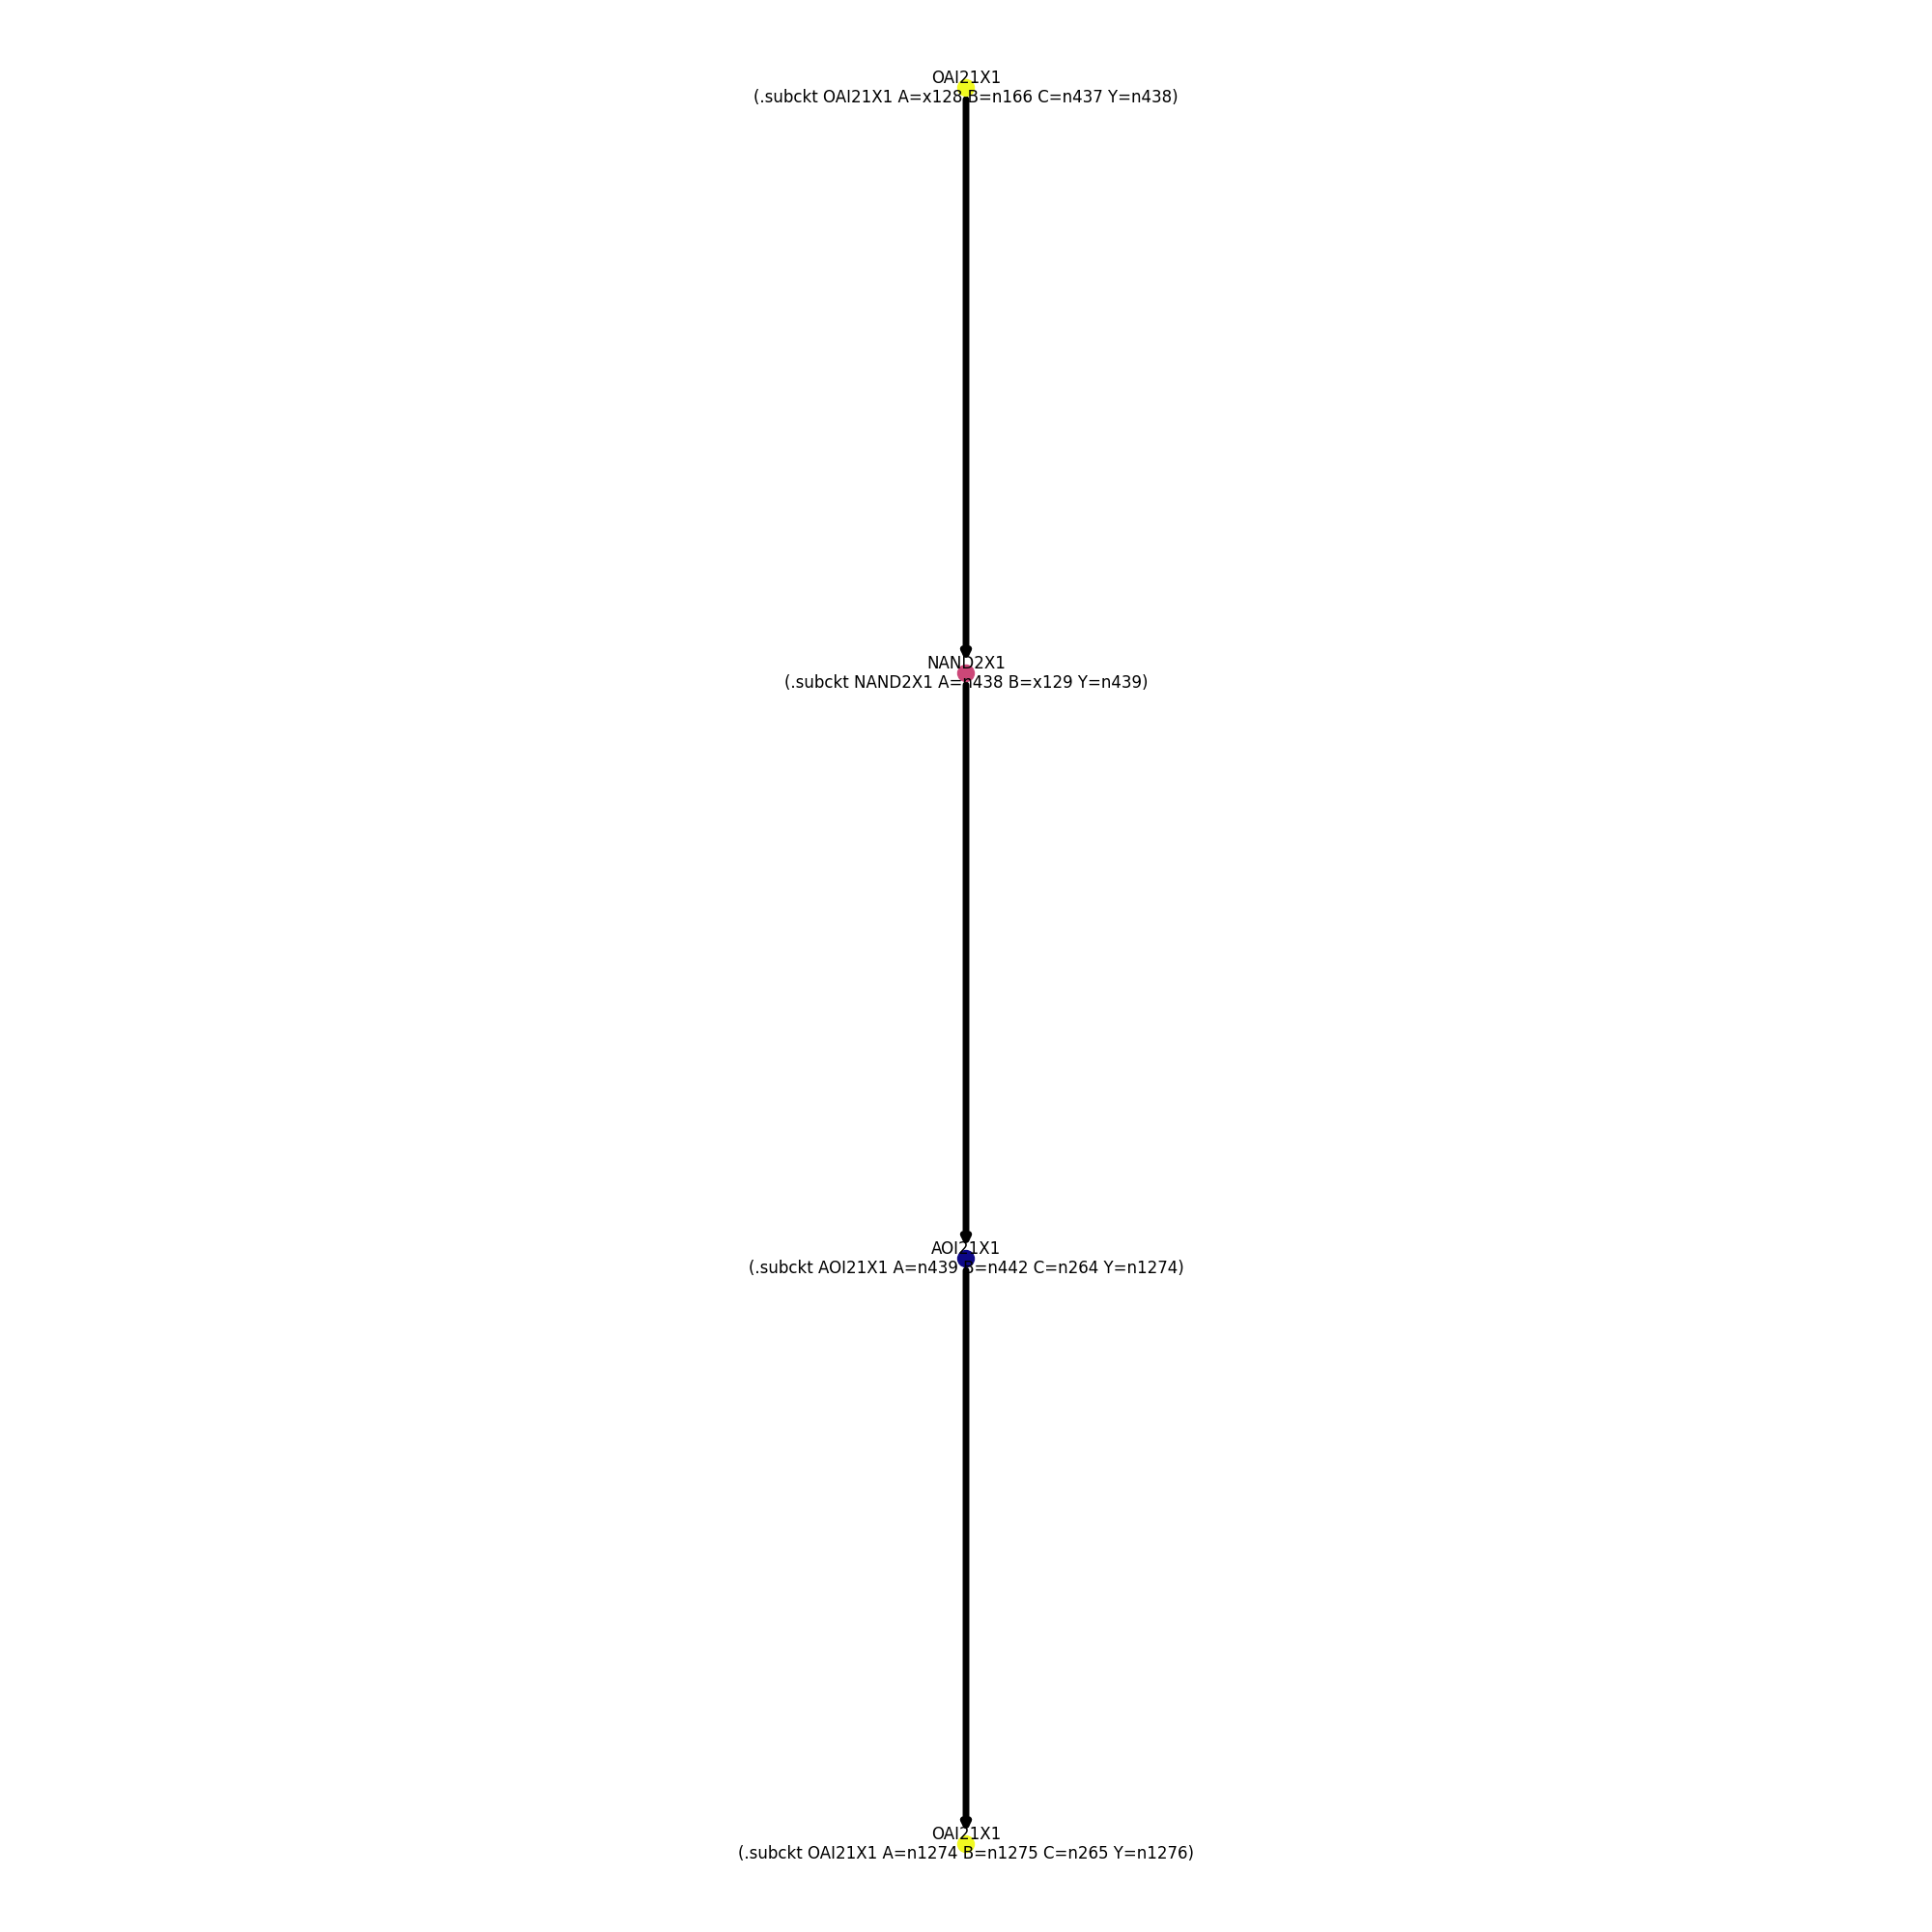 OAI21X1
(.subckt OAI21X1 A=x128 B=n166 C=n437 Y=n438)
NAND2X1
(.subckt NAND2X1 A=n438 B=x129 Y=n439)
AOI21X1
(.subckt AOI21X1 A=n439 B=n442 C=n264 Y=n1274)
OAI21X1
(.subckt OAI21X1 A=n1274 B=n1275 C=n265 Y=n1276)